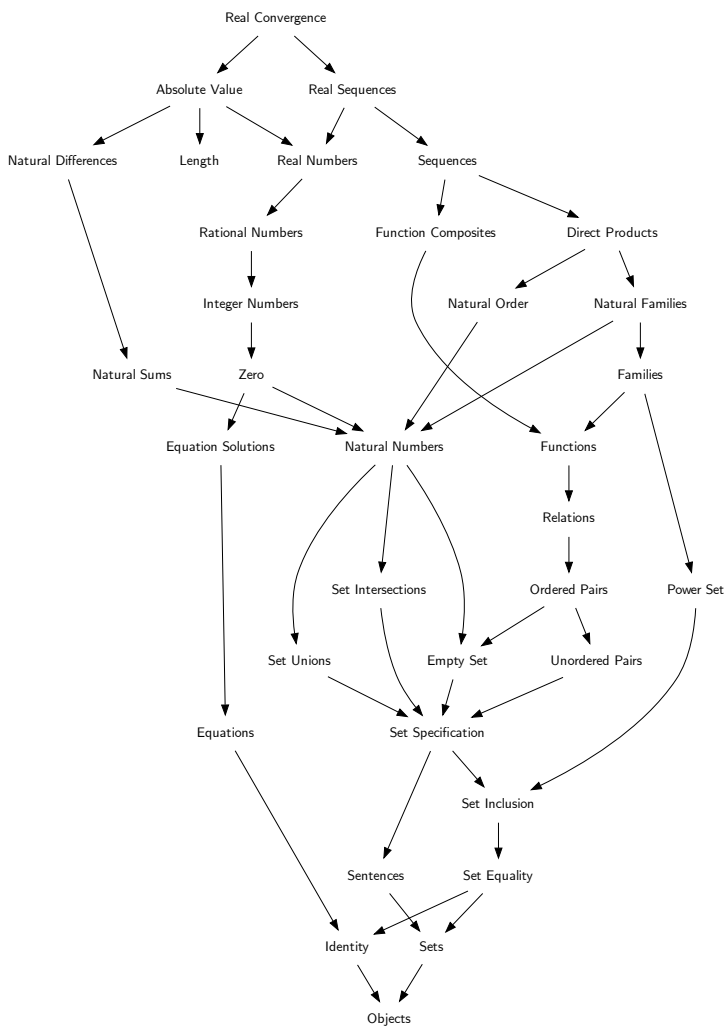 Real Convergence
Absolute Value
Real Sequences
Natural Differences
Length
Real Numbers
Sequences
Rational Numbers
Function Composites
Direct Products
Integer Numbers
Natural Order
Natural Families
Natural Sums
Zero
Families
Equation Solutions
Natural Numbers
Functions
Relations
Set Intersections
Ordered Pairs
Power Set
Set Unions
Empty Set
Unordered Pairs
Equations
Set Specification
Set Inclusion
Sentences
Set Equality
Identity
Sets
Objects